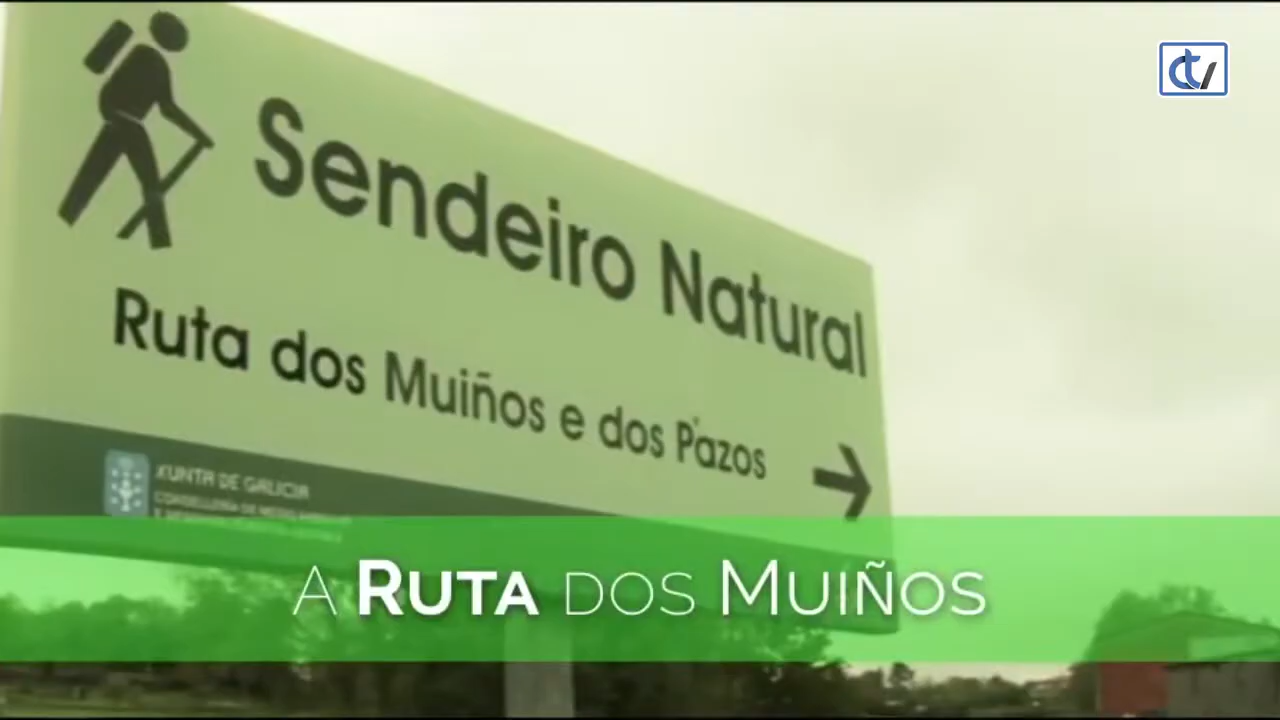 Sendeiro Natural
Ruta dos Muiños e dos Pazos
XUNTA DE GALICIA
A RUTA DOS MUIÑOS